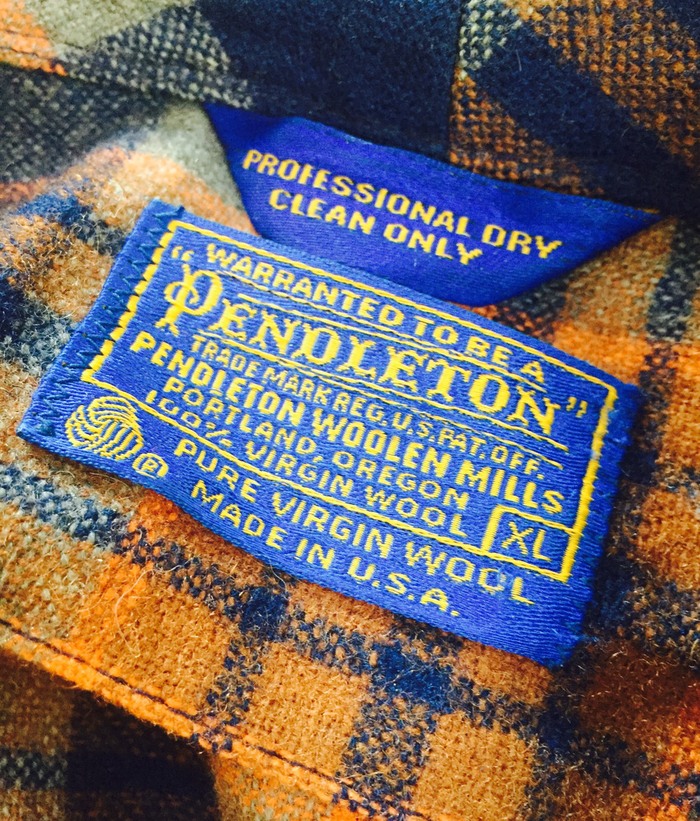 PROFESSIONAL DRY
CLEAN ONLY
"WARRANTED TO BE A
PENDLETON"
TRADE MARK REG. U.S. PAT. OFF.
PENDLETON WOOLEN MILLS
PORTLAND, OREGON
100% VIRGIN WOOL
XL
PURE VIRGIN WOOL
®
MADE IN U.S.A.